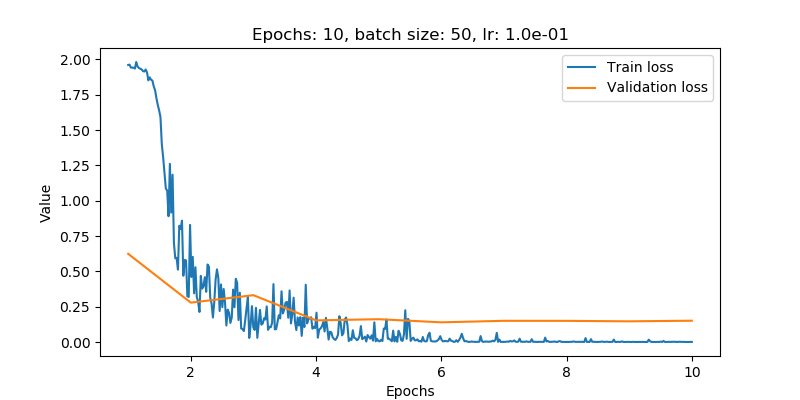 Epochs: 10, batch size: 50, lr: 1.0e-01
Train loss
Validation loss
2.00
1.75
1.50
1.25
1.00
0.75
0.50
0.25
0.00
Value
2 4 6 8 10
Epochs